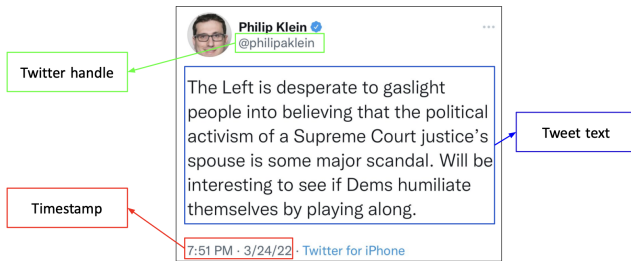 Philip Klein
@philipaklein
Twitter handle
The Left is desperate to gaslight
people into believing that the political
activism of a Supreme Court justice's
spouse is some major scandal. Will be
interesting to see if Dems humiliate
themselves by playing along.
Tweet text
Timestamp
7:51 PM · 3/24/22 · Twitter for iPhone